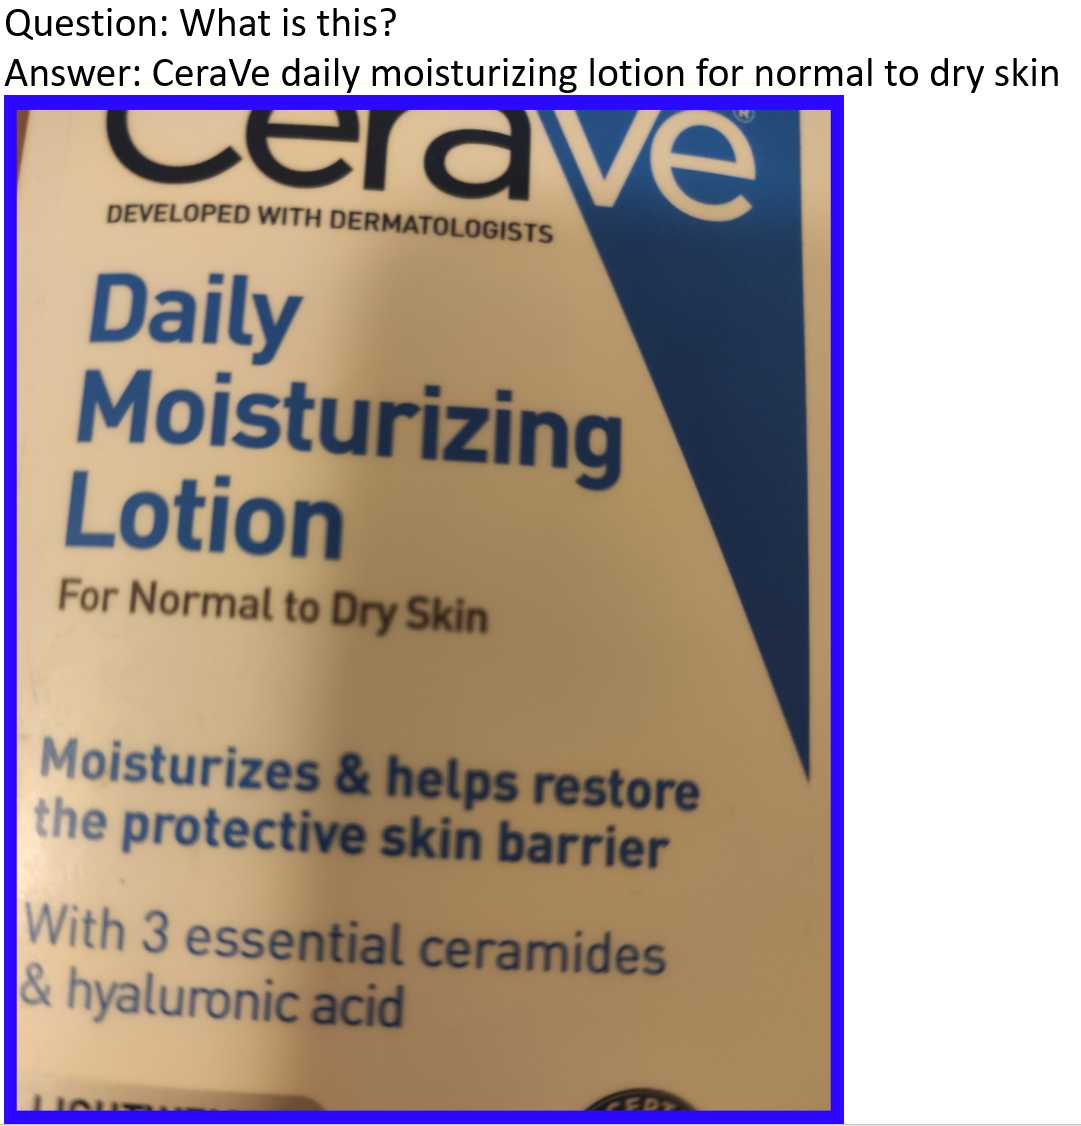 Question: What is this?
Answer: CeraVe daily moisturizing lotion for normal to dry skin
CeraVe®
DEVELOPED WITH DERMATOLOGISTS
Daily
Moisturizing
Lotion
For Normal to Dry Skin
Moisturizes & helps restore
the protective skin barrier
With 3 essential ceramides
& hyaluronic acid